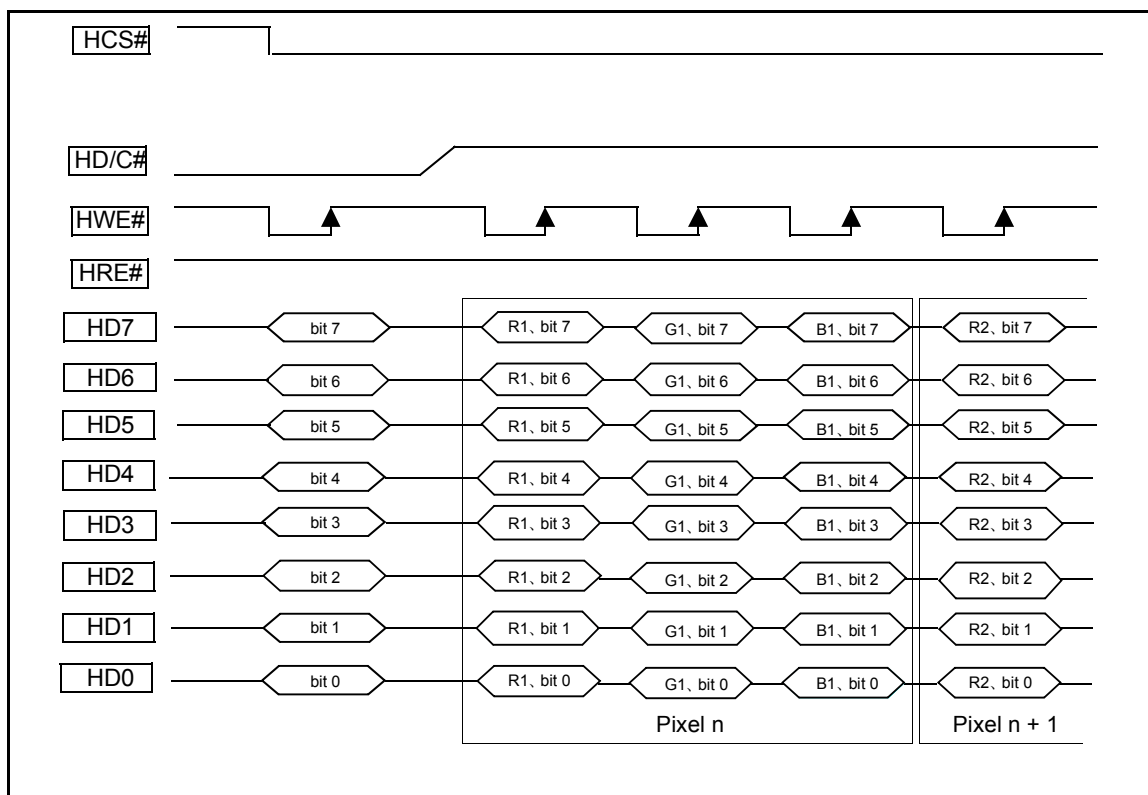 HCS#
HD/C#
HWE#
HRE#
HD7 bit 7 R1、bit 7 G1、bit 7 B1、bit 7 R2、bit 7
HD6 bit 6 R1、bit 6 G1、bit 6 B1、bit 6 R2、bit 6
HD5 bit 5 R1、bit 5 G1、bit 5 B1、bit 5 R2、bit 5
HD4 bit 4 R1、bit 4 G1、bit 4 B1、bit 4 R2、bit 4
HD3 bit 3 R1、bit 3 G1、bit 3 B1、bit 3 R2、bit 3
HD2 bit 2 R1、bit 2 G1、bit 2 B1、bit 2 R2、bit 2
HD1 bit 1 R1、bit 1 G1、bit 1 B1、bit 1 R2、bit 1
HD0 bit 0 R1、bit 0 G1、bit 0 B1、bit 0 R2、bit 0
Pixel n Pixel n + 1